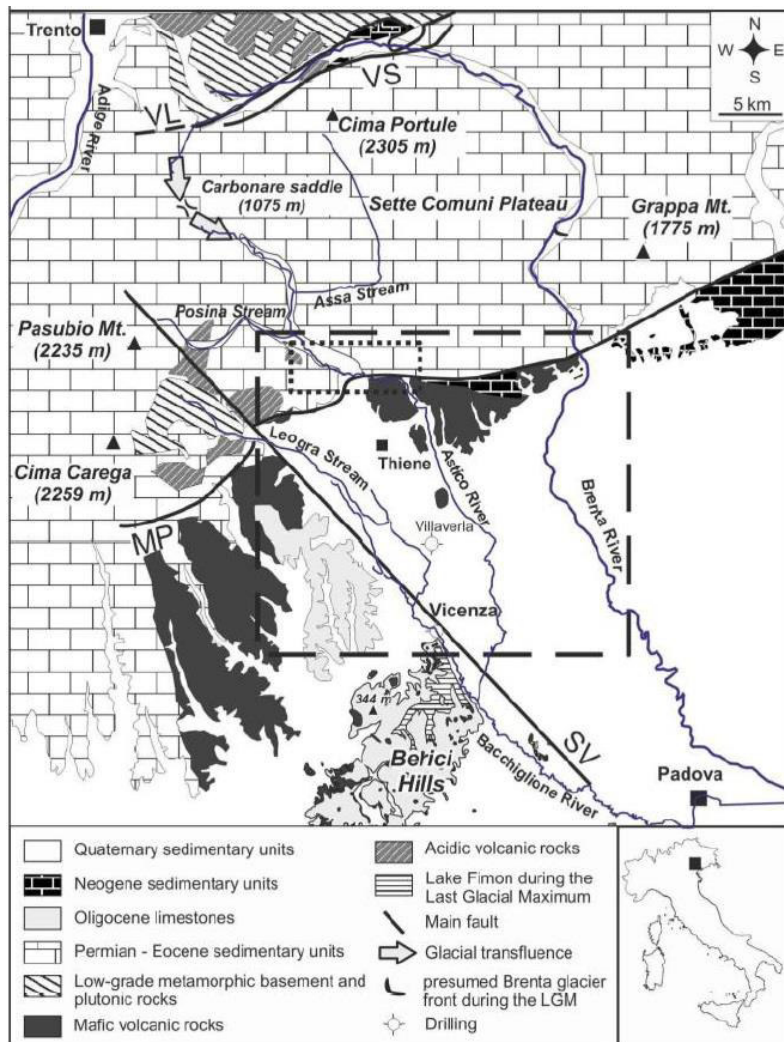 Trento
N
W E
S
5 km
Adige River
VL
VS
Cima Portule
(2305 m)
Carbonare saddle
(1075 m)
Sette Comuni Plateau
Grappa Mt.
(1775 m)
Assa Stream
Posina Stream
Pasubio Mt.
(2235 m)
Cima Carega
(2259 m)
Leogra Stream
Thiene
Astico River
Brenta River
Villaverla
MP
Vicenza
344 m
Berici
Hills
SV
Bacchiglione River
Padova
Quaternary sedimentary units
Neogene sedimentary units
Oligocene limestones
Permian - Eocene sedimentary units
Low-grade metamorphic basement and
plutonic rocks
Mafic volcanic rocks
Acidic volcanic rocks
Lake Fimon during the
Last Glacial Maximum
Main fault
Glacial transfluence
presumed Brenta glacier
front during the LGM
Drilling